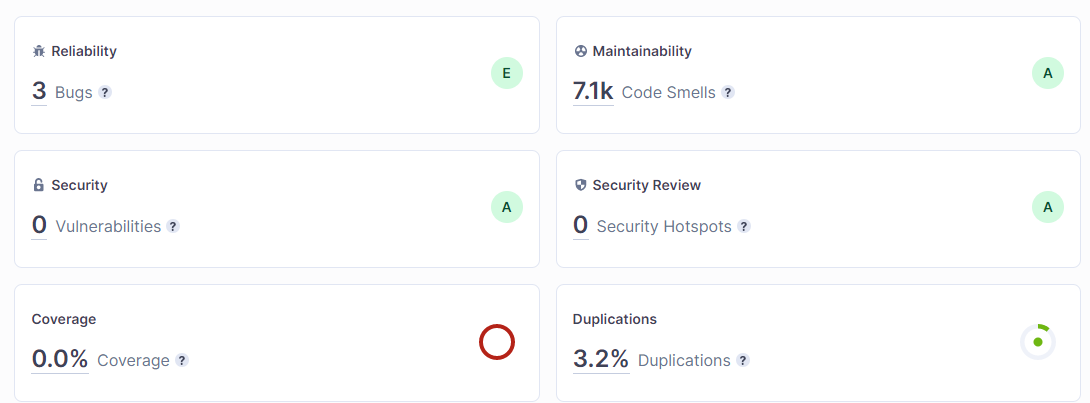 Reliability
3 Bugs ?
E
Maintainability
7.1k Code Smells ?
A
Security
0 Vulnerabilities ?
A
Security Review
0 Security Hotspots ?
A
Coverage
0.0% Coverage ?
Duplications
3.2% Duplications ?